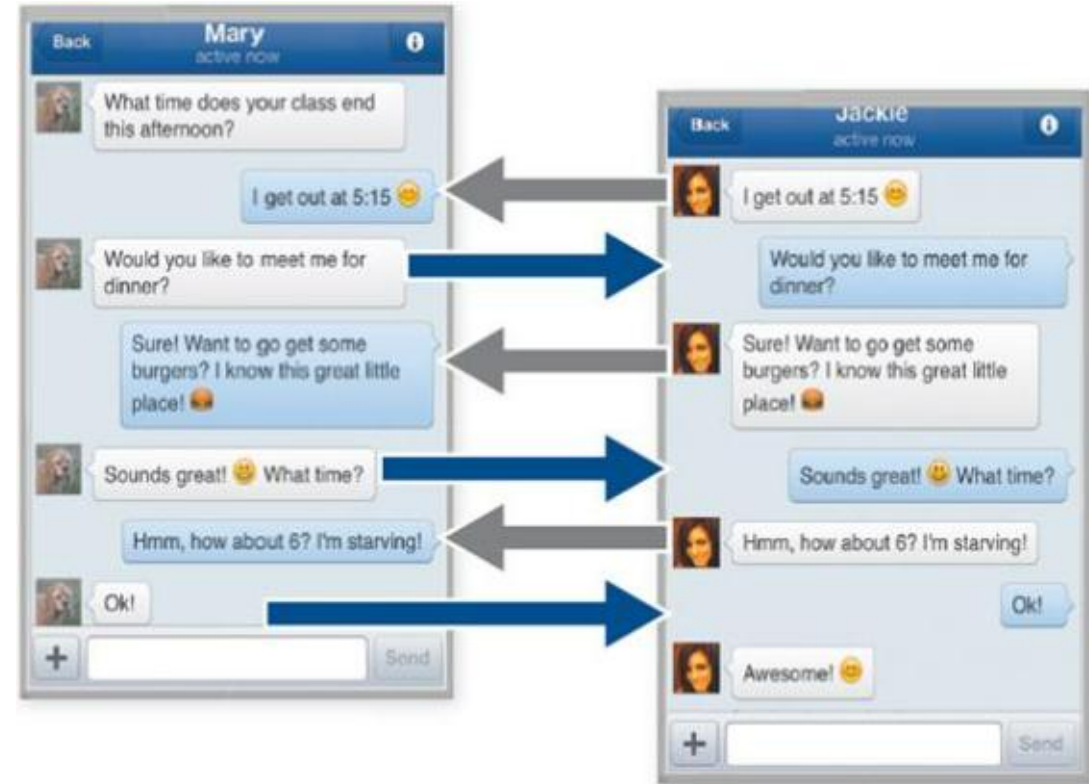 Back
Mary
active now
What time does your class end
this afternoon?
I get out at 5:15
Would you like to meet me for
dinner?
Sure! Want to go get some
burgers? I know this great little
place!
Sounds great! What time?
Hmm, how about 6? I'm starving!
Ok!
Send
Back
Jackie
active now
I get out at 5:15
Would you like to meet me for
dinner?
Sure! Want to go get some
burgers? I know this great little
place!
Sounds great! What time?
Hmm, how about 6? I'm starving!
Ok!
Awesome!
Send